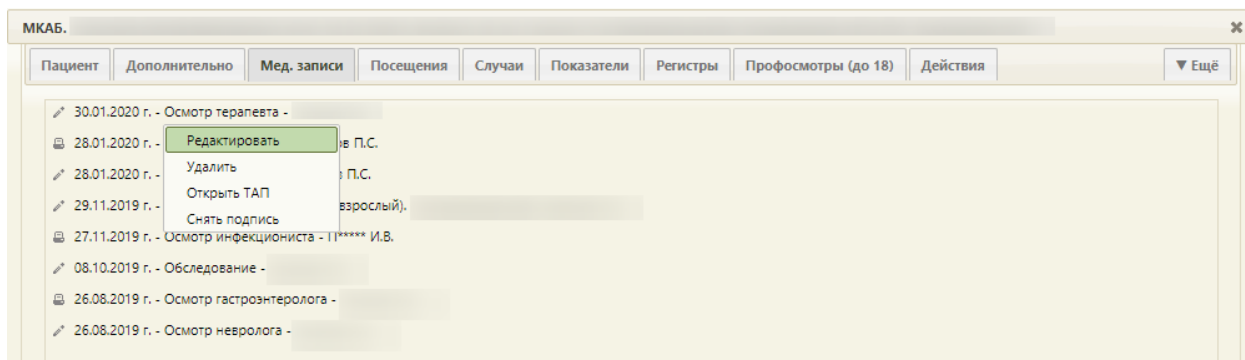 МКАБ.
Пациент Дополнительно Мед. записи Посещения Случаи Показатели Регистры Профосмотры (до 18) Действия ▼ Ещё
30.01.2020 г. - Осмотр терапевта -
28.01.2020 г. - в П.С.
28.01.2020 г. - П.С.
29.11.2019 г. - взрослый).
27.11.2019 г. - Осмотр инфекциониста - П***** И.В.
08.10.2019 г. - Обследование -
26.08.2019 г. - Осмотр гастроэнтеролога -
26.08.2019 г. - Осмотр невролога -
Редактировать
Удалить
Открыть ТАП
Снять подпись